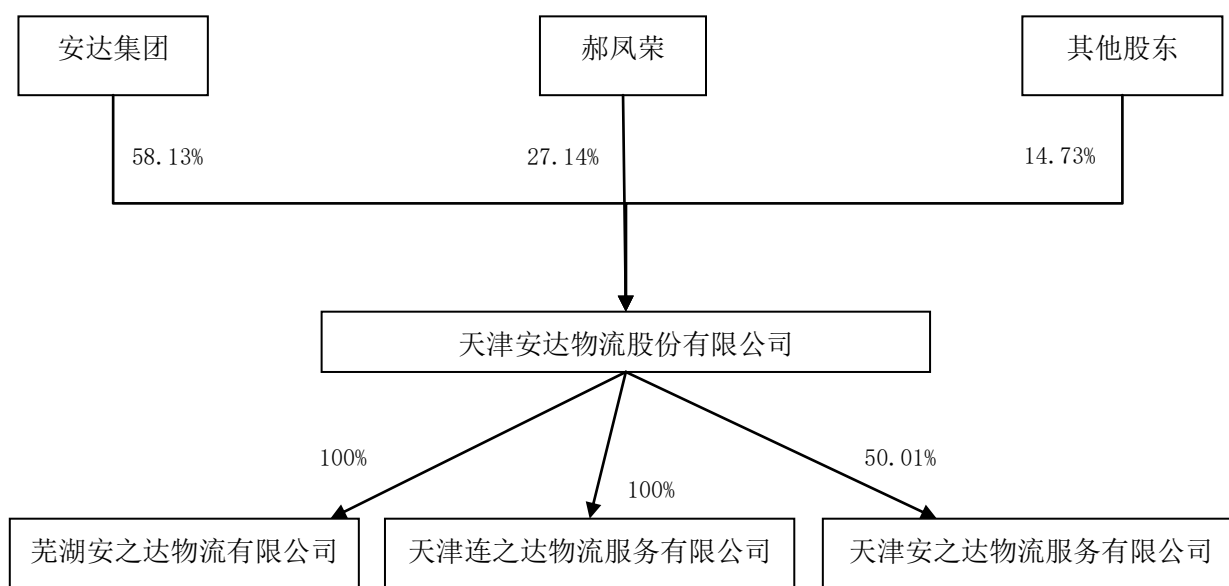 安达集团
郝凤荣
其他股东
58.13%
27.14%
14.73%
天津安达物流股份有限公司
100%
100%
50.01%
芜湖安之达物流有限公司
天津连之达物流服务有限公司
天津安之达物流服务有限公司